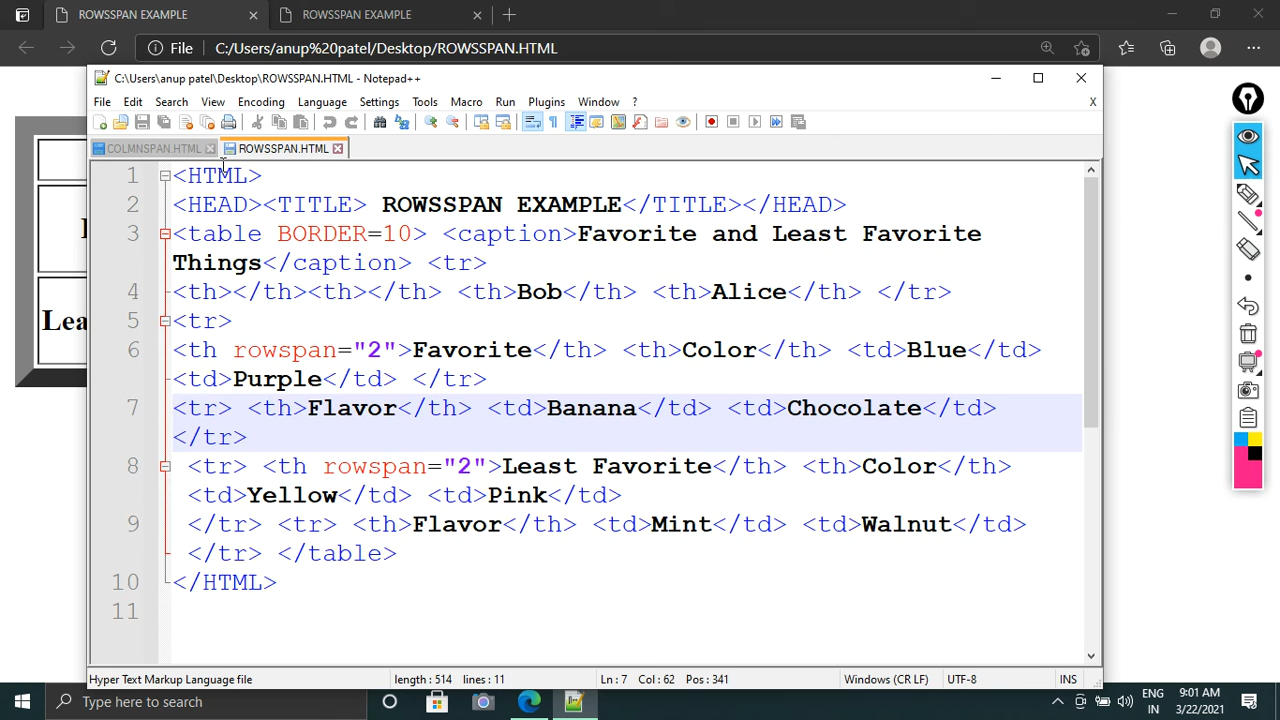 ROWSSPAN EXAMPLE ROWSSPAN EXAMPLE
File C:/Users/anup%20patel/Desktop/ROWSSPAN.HTML
C:\Users\anup patel\Desktop\ROWSSPAN.HTML - Notepad++
File Edit Search View Encoding Language Settings Tools Macro Run Plugins Window ? X
COLMNSPAN.HTML ROWSSPAN.HTML
1 <HTML>
2 <HEAD><TITLE> ROWSSPAN EXAMPLE</TITLE></HEAD>
3 <table BORDER=10> <caption>Favorite and Least Favorite
Things</caption> <tr>
4 <th></th><th></th> <th>Bob</th> <th>Alice</th> </tr>
5 <tr>
6 <th rowspan="2">Favorite</th> <th>Color</th> <td>Blue</td>
<td>Purple</td> </tr>
7 <tr> <th>Flavor</th> <td>Banana</td> <td>Chocolate</td>
</tr>
8 <tr> <th rowspan="2">Least Favorite</th> <th>Color</th>
<td>Yellow</td> <td>Pink</td>
9 </tr> <tr> <th>Flavor</th> <td>Mint</td> <td>Walnut</td>
</tr> </table>
10 </HTML>
11
Lea
Hyper Text Markup Language file length : 514 lines : 11 Ln : 7 Col : 62 Pos : 341 Windows (CR LF) UTF-8 INS
Type here to search ENG 9:01 AM
IN 3/22/2021